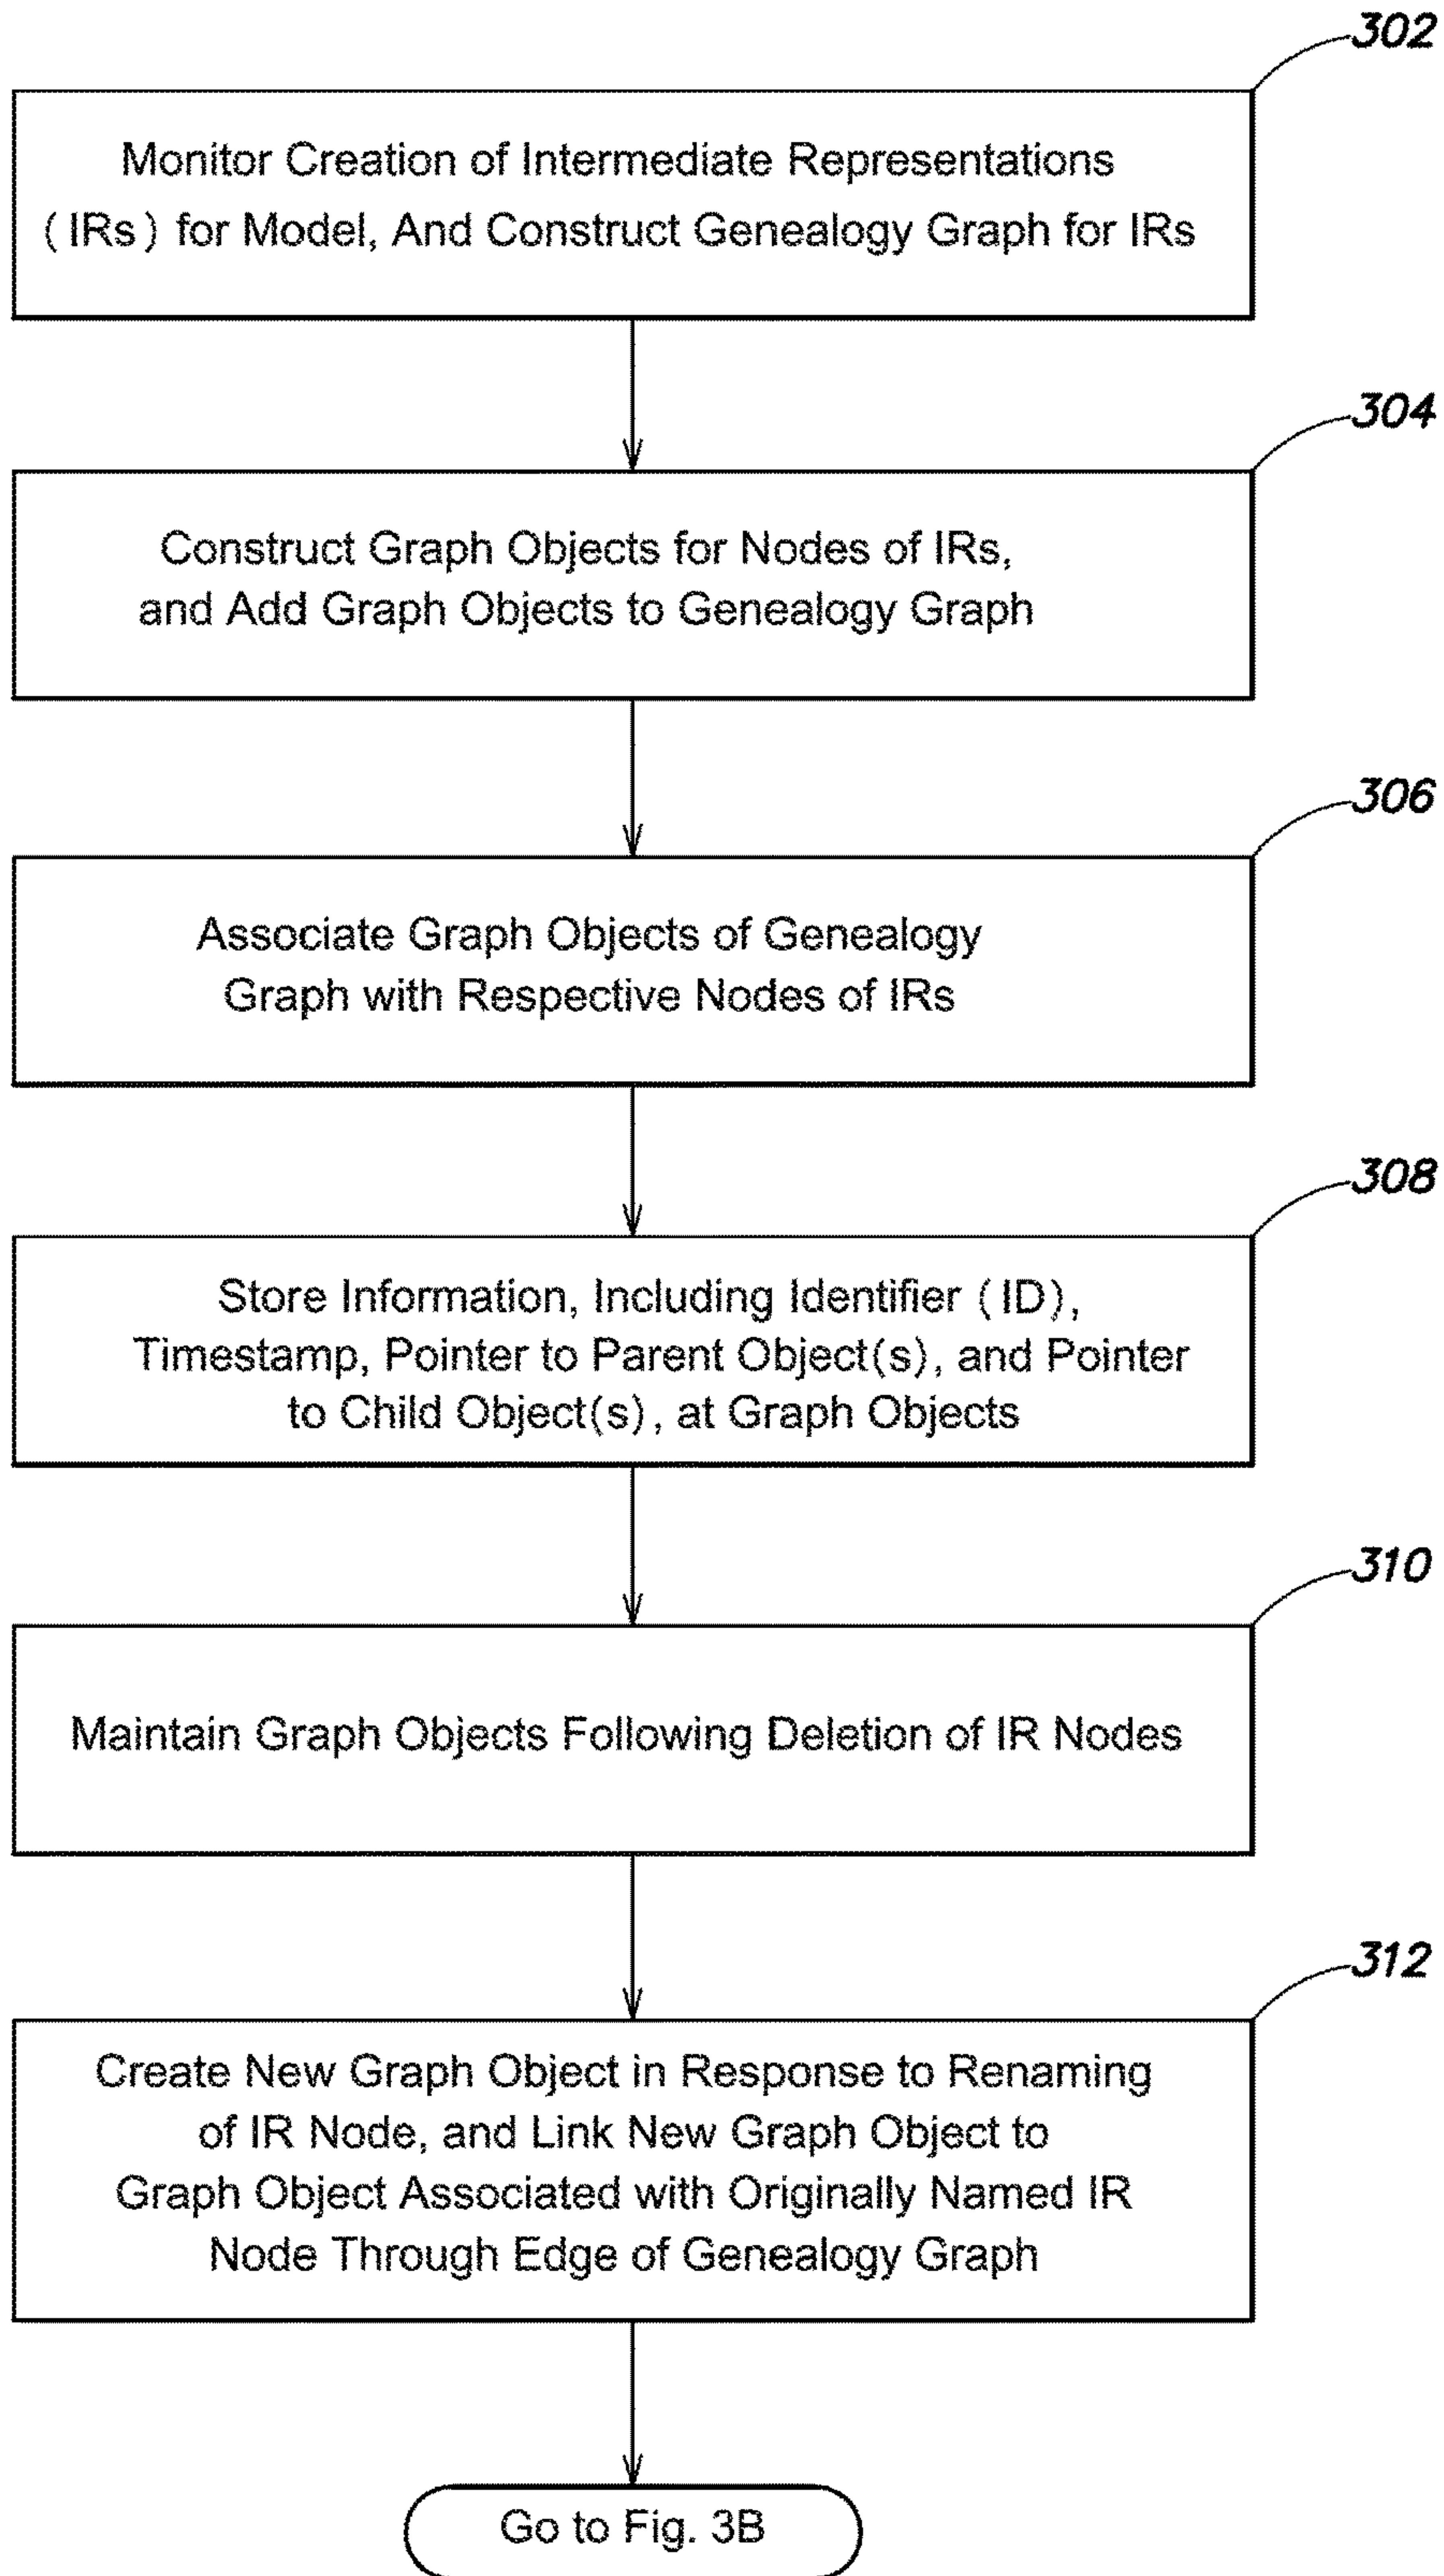 302
Monitor Creation of Intermediate Representations
(IRs) for Model, And Construct Genealogy Graph for IRs
304
Construct Graph Objects for Nodes of IRs,
and Add Graph Objects to Genealogy Graph
306
Associate Graph Objects of Genealogy
Graph with Respective Nodes of IRs
308
Store Information, Including Identifier (ID),
Timestamp, Pointer to Parent Object(s), and Pointer
to Child Object(s), at Graph Objects
310
Maintain Graph Objects Following Deletion of IR Nodes
312
Create New Graph Object in Response to Renaming
of IR Node, and Link New Graph Object to
Graph Object Associated with Originally Named IR
Node Through Edge of Genealogy Graph
Go to Fig. 3B